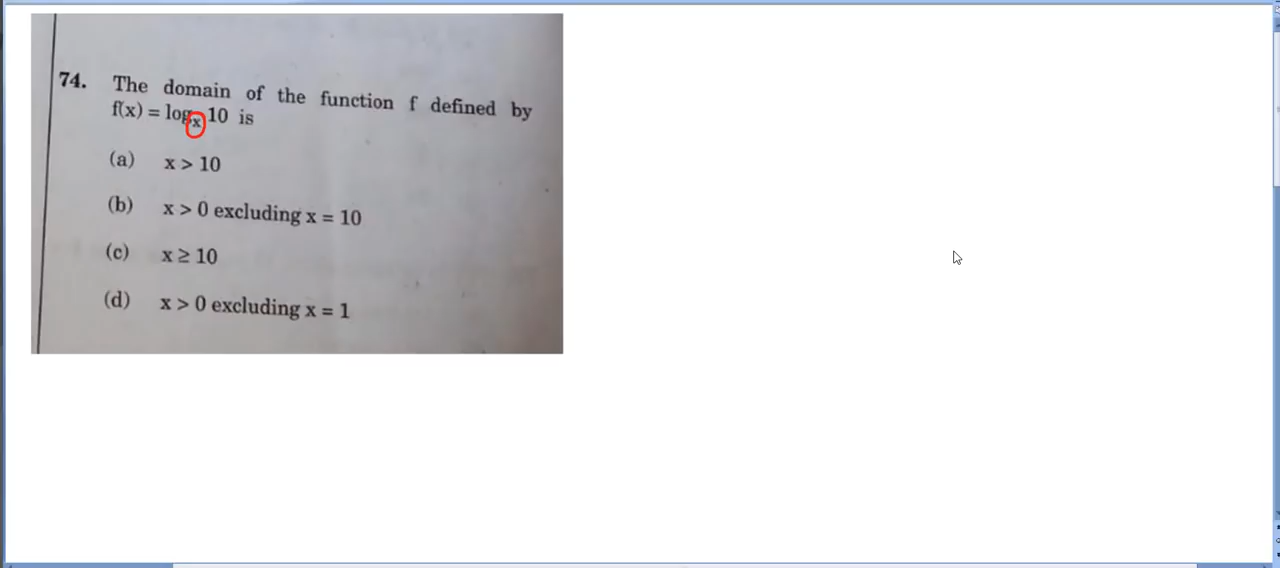 74. The domain of the function f defined by
f(x) = logₓ 10 is
(a) x > 10
(b) x > 0 excluding x = 10
(c) x ≥ 10
(d) x > 0 excluding x = 1